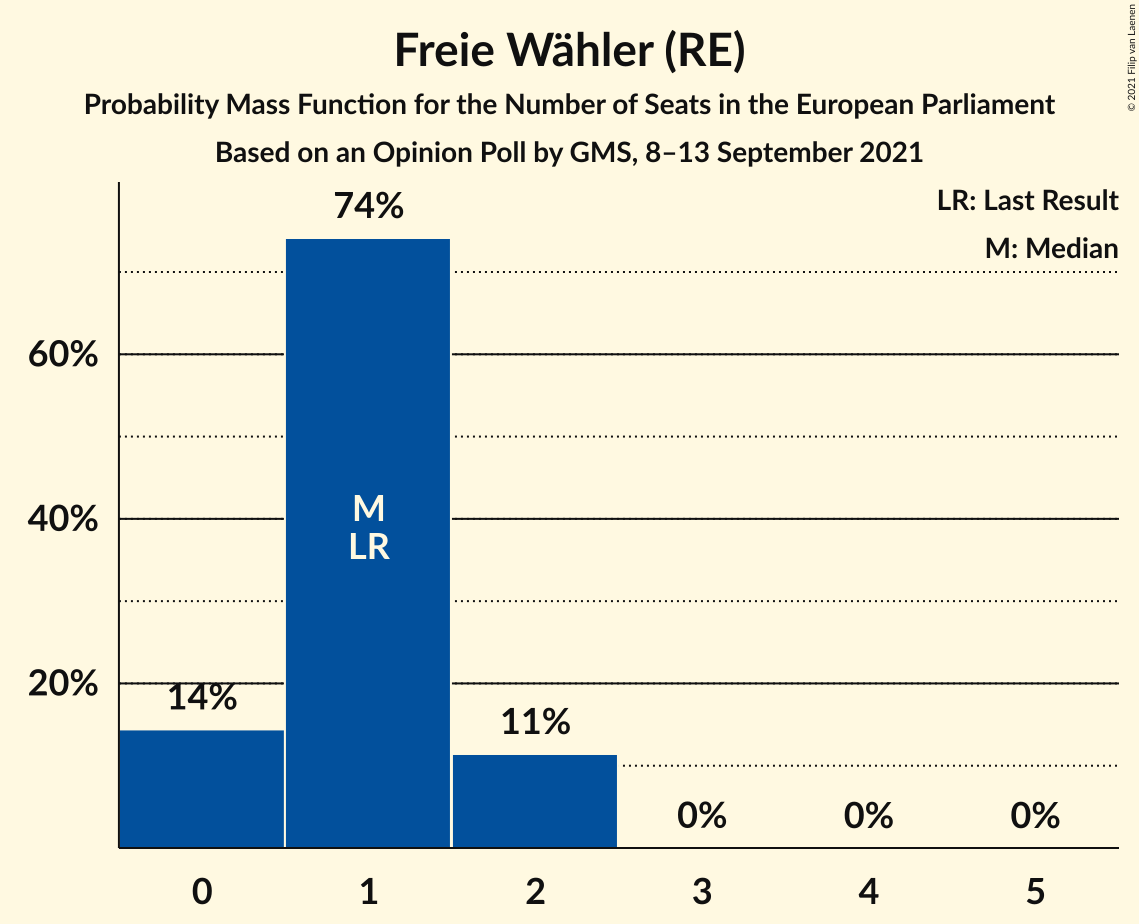 Freie Wähler (RE)
Probability Mass Function for the Number of Seats in the European Parliament
Based on an Opinion Poll by GMS, 8–13 September 2021
© 2021 Filip van Laenen
LR: Last Result
M: Median
74%
60%
40%
20%
M
LR
14%
11%
0%
0%
0%
0
1
2
3
4
5